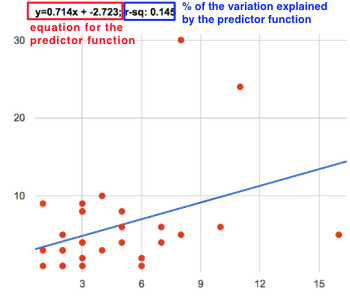 y=0.714x + -2.723; r-sq: 0.145
% of the variation explained
by the predictor function
equation for the
predictor function
30
20
10
3 6 9 12 15